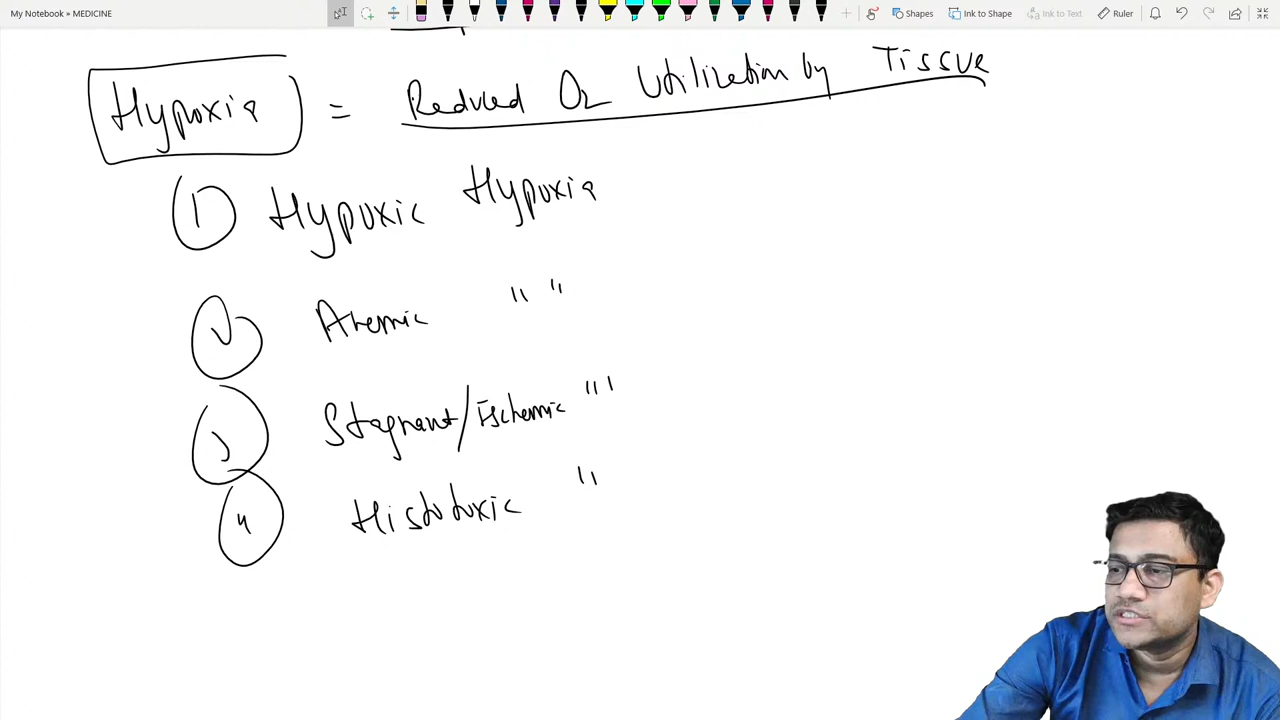 My Notebook » MEDICINE
Shapes Ink to Shape Ink to Text Ruler
Hypoxia = Reduced O2 Utilization by Tissue
1 Hypoxic Hypoxia
2 Anemic " "
3 Stagnant/Ischemic " "
4 Histotoxic "